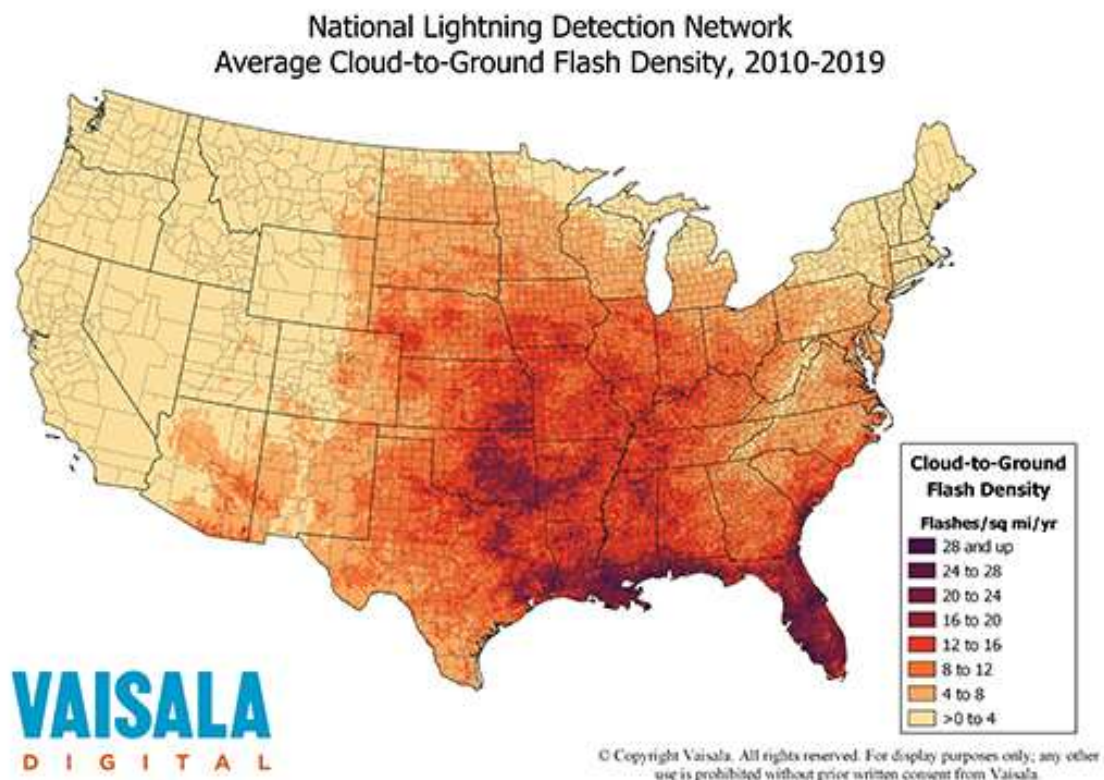 National Lightning Detection Network
Average Cloud-to-Ground Flash Density, 2010-2019
Cloud-to-Ground
Flash Density
Flashes/sq mi/yr
28 and up
24 to 28
20 to 24
16 to 20
12 to 16
8 to 12
4 to 8
>0 to 4
VAISALA
DIGITAL
© Copyright Vaisala. All rights reserved. For display purposes only; any other
use is prohibited without prior written consent from Vaisala.